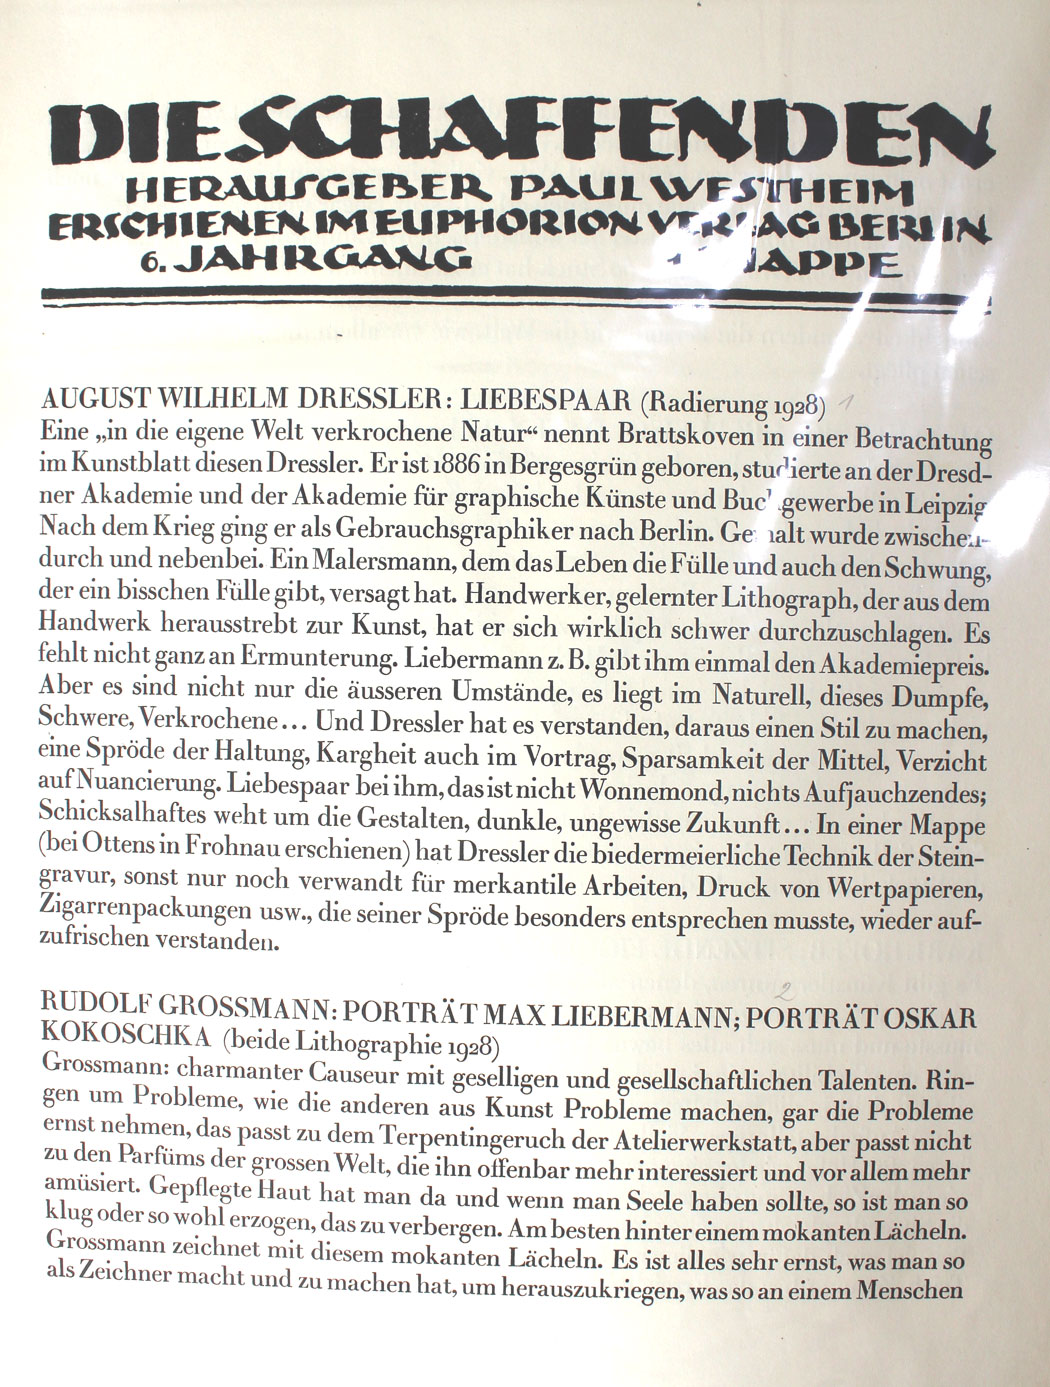 DIE SCHAFFENDEN
HERAUSGEBER PAUL WESTHEIM
ERSCHIENEN IM EUPHORION VERLAG BERLIN
6. JAHRGANG MAPPE
AUGUST WILHELM DRESSLER: LIEBESPAAR (Radierung 1928) 1
Eine „in die eigene Welt verkrochene Natur“ nennt Brattskoven in einer Betrachtung
im Kunstblatt diesen Dressler. Er ist 1886 in Bergesgrün geboren, studierte an der Dresd-
ner Akademie und der Akademie für graphische Künste und Buchgewerbe in Leipzig.
Nach dem Krieg ging er als Gebrauchsgraphiker nach Berlin. Gemalt wurde zwischen-
durch und nebenbei. Ein Malersmann, dem das Leben die Fülle und auch den Schwung,
der ein bisschen Fülle gibt, versagt hat. Handwerker, gelernter Lithograph, der aus dem
Handwerk herausstrebt zur Kunst, hat er sich wirklich schwer durchzuschlagen. Es
fehlt nicht ganz an Ermunterung. Liebermann z. B. gibt ihm einmal den Akademiepreis.
Aber es sind nicht nur die äusseren Umstände, es liegt im Naturell, dieses Dumpfe,
Schwere, Verkrochene... Und Dressler hat es verstanden, daraus einen Stil zu machen,
eine Spröde der Haltung, Kargheit auch im Vortrag, Sparsamkeit der Mittel, Verzicht
auf Nuancierung. Liebespaar bei ihm, das ist nicht Wonnemond, nichts Aufjauchzendes;
Schicksalhaftes weht um die Gestalten, dunkle, ungewisse Zukunft... In einer Mappe
(bei Ottens in Frohnau erschienen) hat Dressler die biedermeierliche Technik der Stein-
gravur, sonst nur noch verwandt für merkantile Arbeiten, Druck von Wertpapieren,
Zigarrenpackungen usw., die seiner Spröde besonders entsprechen musste, wieder auf-
zufrischen verstanden.
2
RUDOLF GROSSMANN: PORTRÄT MAX LIEBERMANN; PORTRÄT OSKAR
KOKOSCHKA (beide Lithographie 1928)
Grossmann: charmanter Causeur mit geselligen und gesellschaftlichen Talenten. Rin-
gen um Probleme, wie die anderen aus Kunst Probleme machen, gar die Probleme
ernst nehmen, das passt zu dem Terpentingeruch der Atelierwerkstatt, aber passt nicht
zu den Parfüms der grossen Welt, die ihn offenbar mehr interessiert und vor allem mehr
amüsiert. Gepflegte Haut hat man da und wenn man Seele haben sollte, so ist man so
klug oder so wohl erzogen, das zu verbergen. Am besten hinter einem mokanten Lächeln.
Grossmann zeichnet mit diesem mokanten Lächeln. Es ist alles sehr ernst, was man so
als Zeichner macht und zu machen hat, um herauszukriegen, was so an einem Menschen